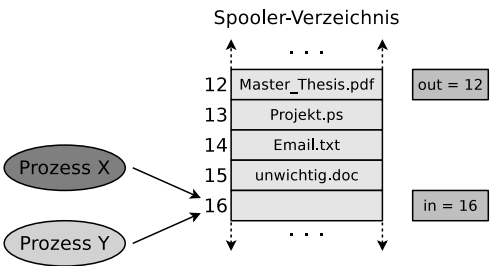 Spooler-Verzeichnis
. . .
12 Master_Thesis.pdf out = 12
13 Projekt.ps
14 Email.txt
Prozess X
15 unwichtig.doc
16 in = 16
Prozess Y
. . .